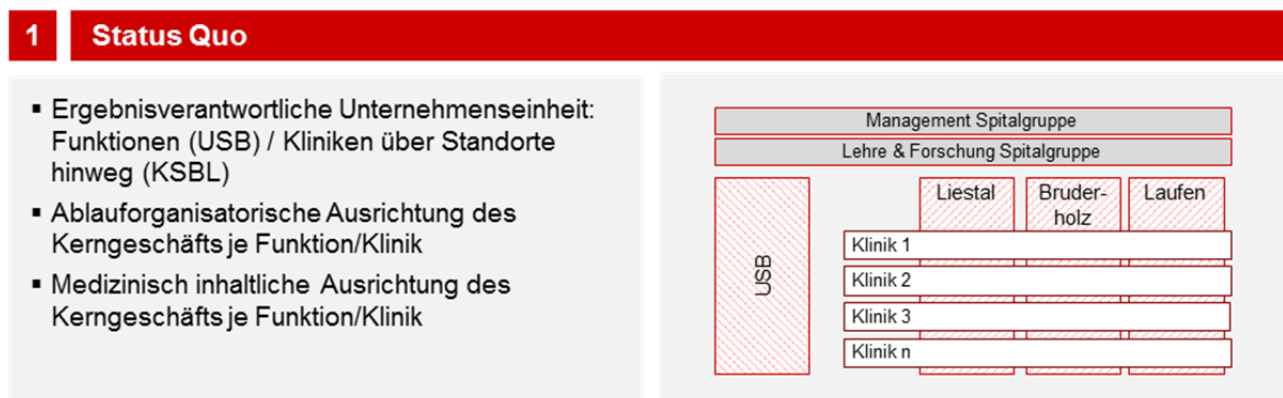 1 Status Quo
▪ Ergebnisverantwortliche Unternehmenseinheit:
Funktionen (USB) / Kliniken über Standorte
hinweg (KSBL)
▪ Ablauforganisatorische Ausrichtung des
Kerngeschäfts je Funktion/Klinik
▪ Medizinisch inhaltliche Ausrichtung des
Kerngeschäfts je Funktion/Klinik
Management Spitalgruppe
Lehre & Forschung Spitalgruppe
USB
Liestal
Bruder-
holz
Laufen
Klinik 1
Klinik 2
Klinik 3
Klinik n